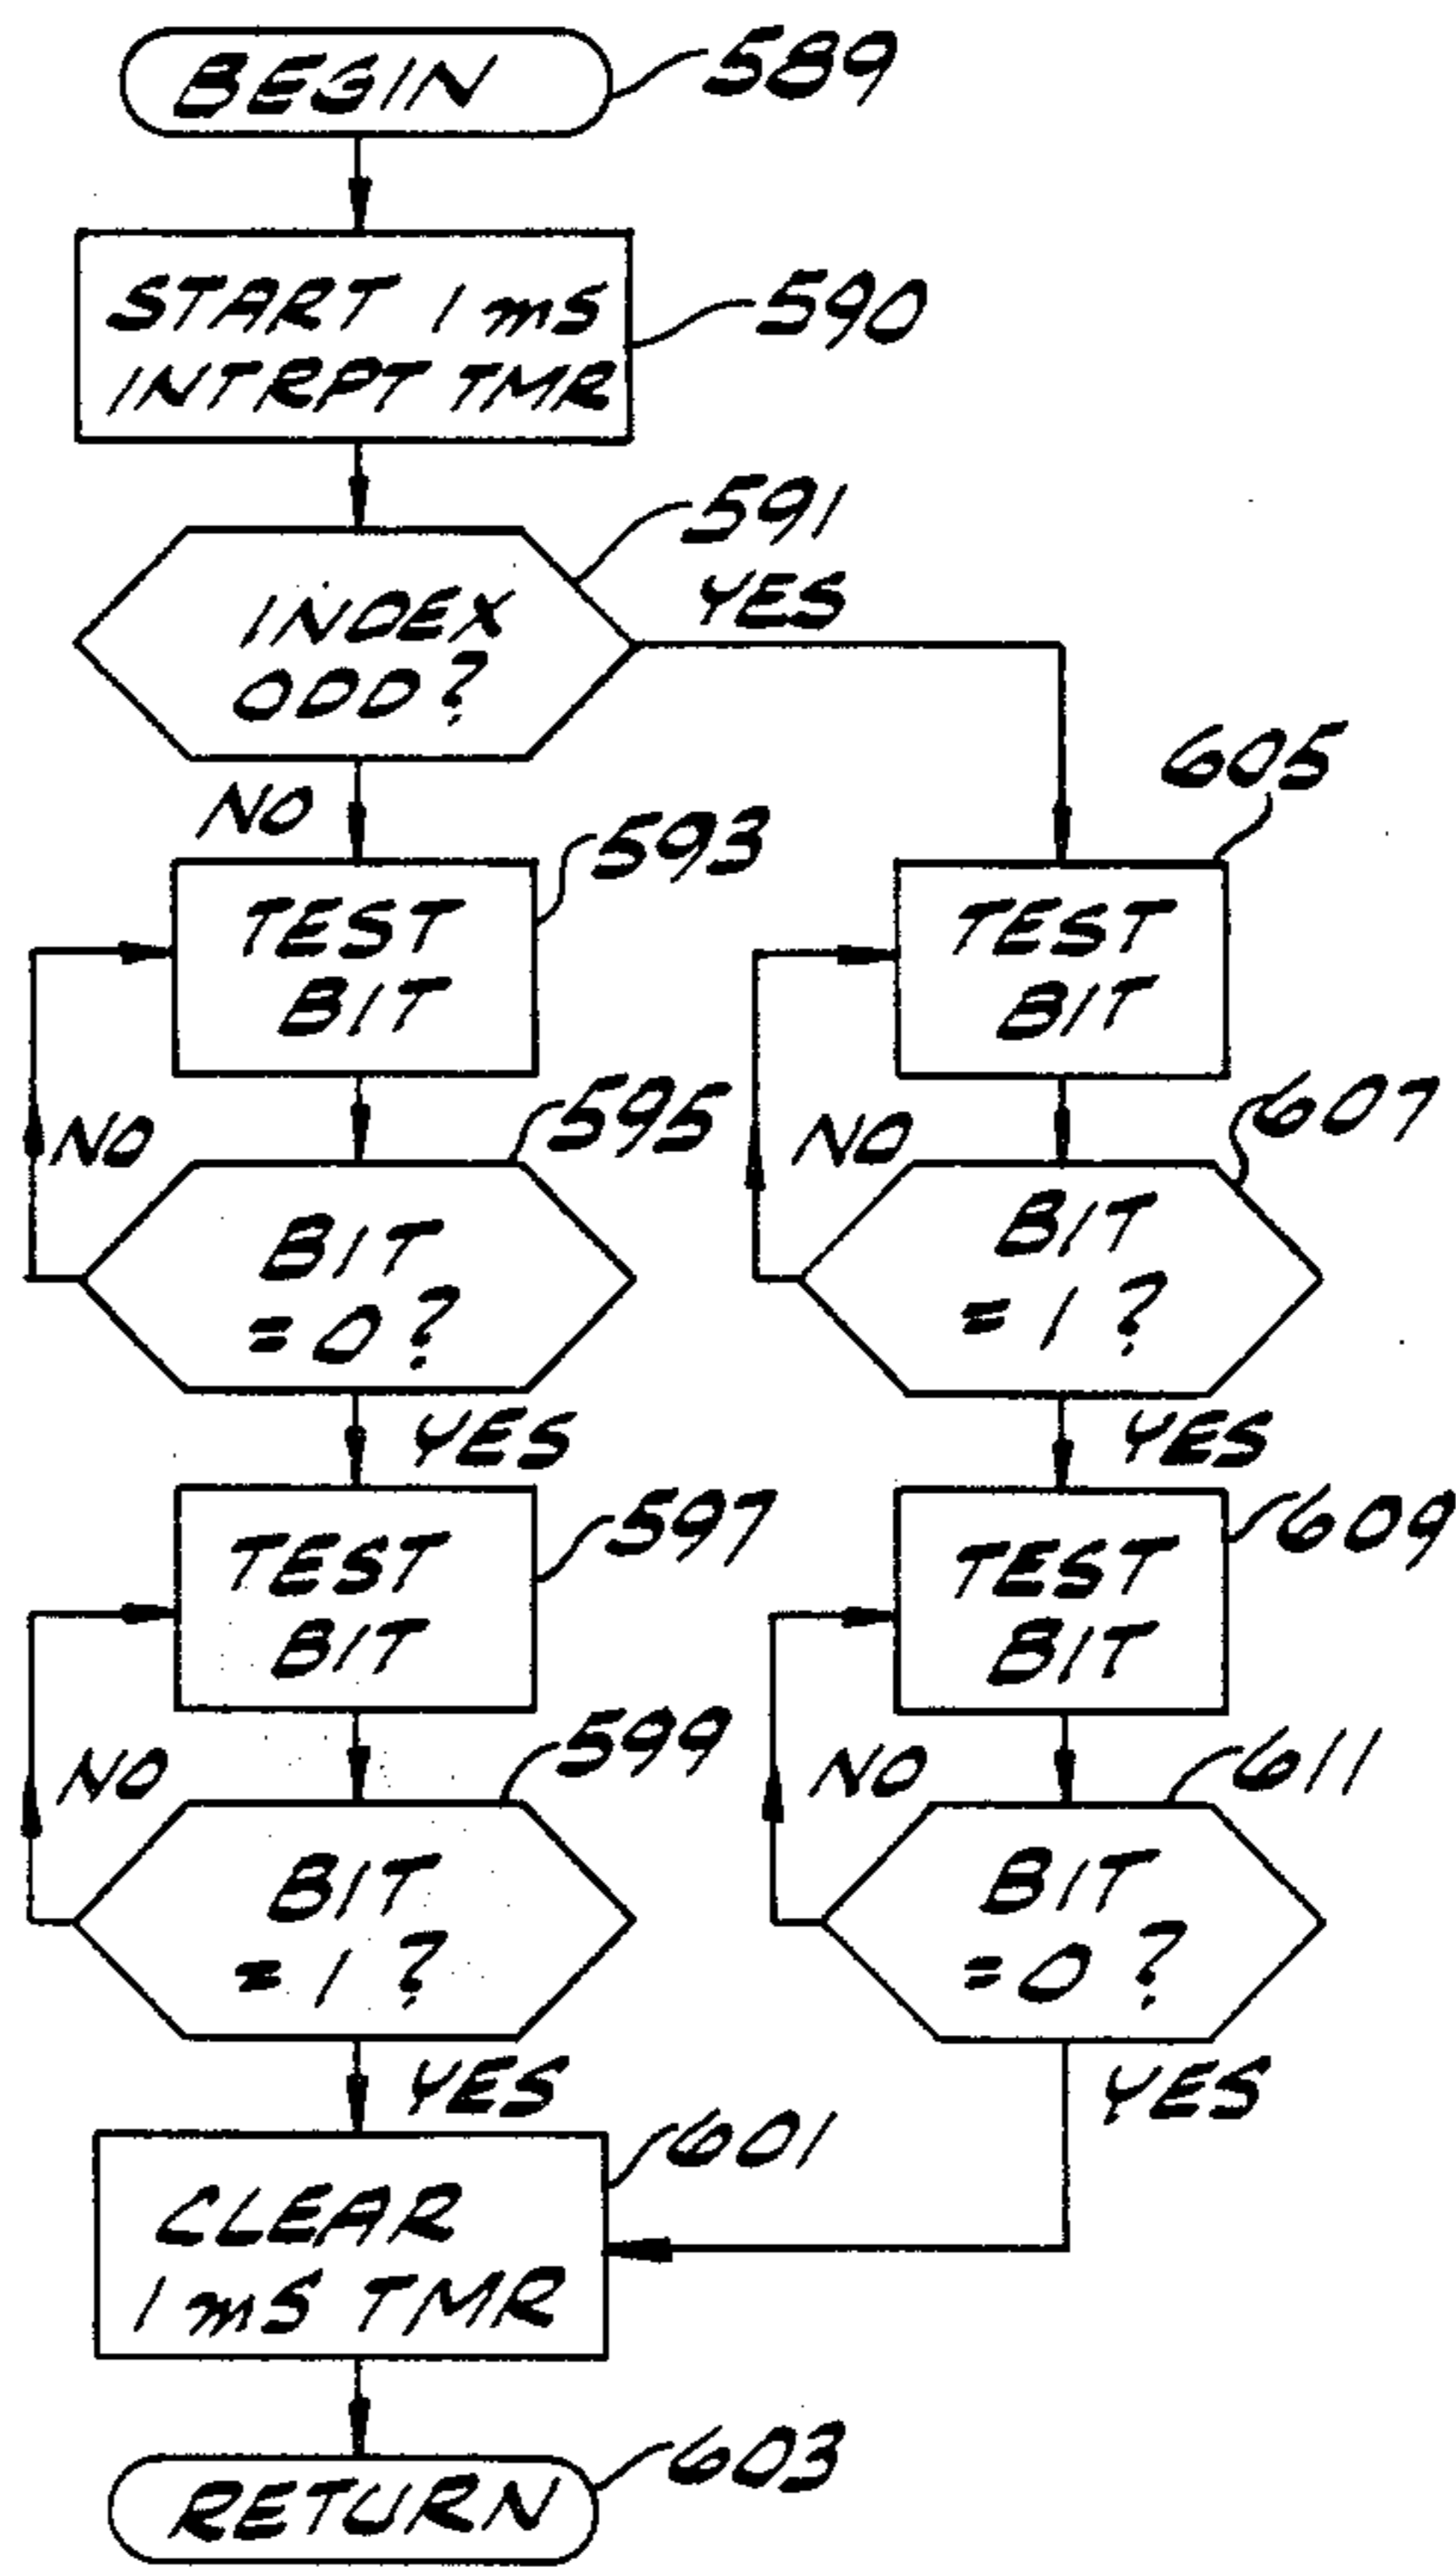 BEGIN
589
START 1 mS
INTRPT TMR
590
591
INDEX
ODD?
YES
NO
605
593
TEST
BIT
TEST
BIT
NO
595
NO
607
BIT
=0?
BIT
=1?
YES
YES
597
609
TEST
BIT
TEST
BIT
NO
599
NO
611
BIT
=1?
BIT
=0?
YES
YES
601
CLEAR
1 mS TMR
603
RETURN